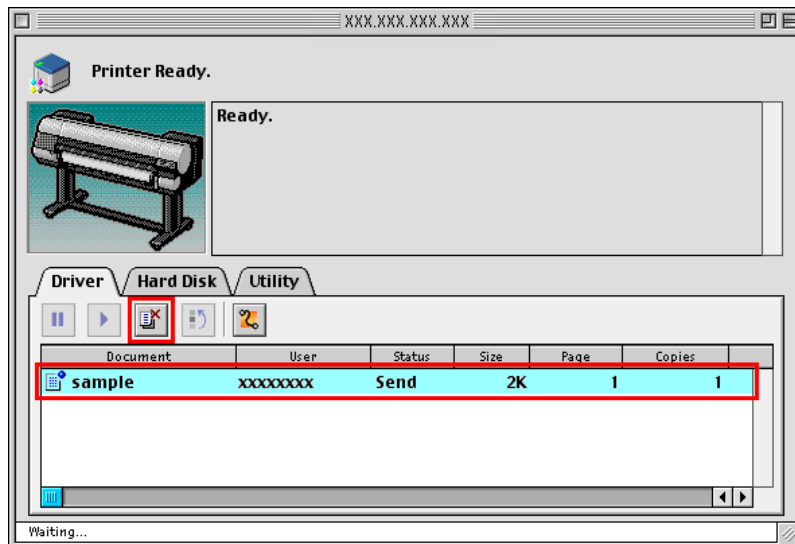 XXX.XXX.XXX.XXX
Printer Ready.
Ready.
Driver Hard Disk Utility
Document User Status Size Page Copies
sample xxxxxxxx Send 2K 1 1
Waiting...